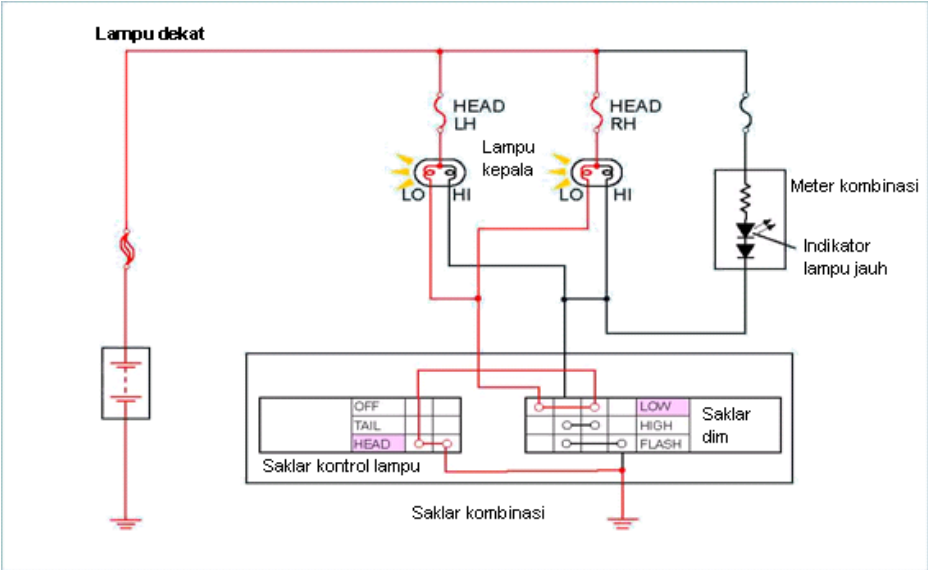 Lampu dekat
HEAD
LH
HEAD
RH
Lampu
kepala
LO
HI
LO
HI
Meter kombinasi
Indikator
lampu jauh
OFF
TAIL
HEAD
LOW
HIGH
FLASH
Saklar
dim
Saklar kontrol lampu
Saklar kombinasi